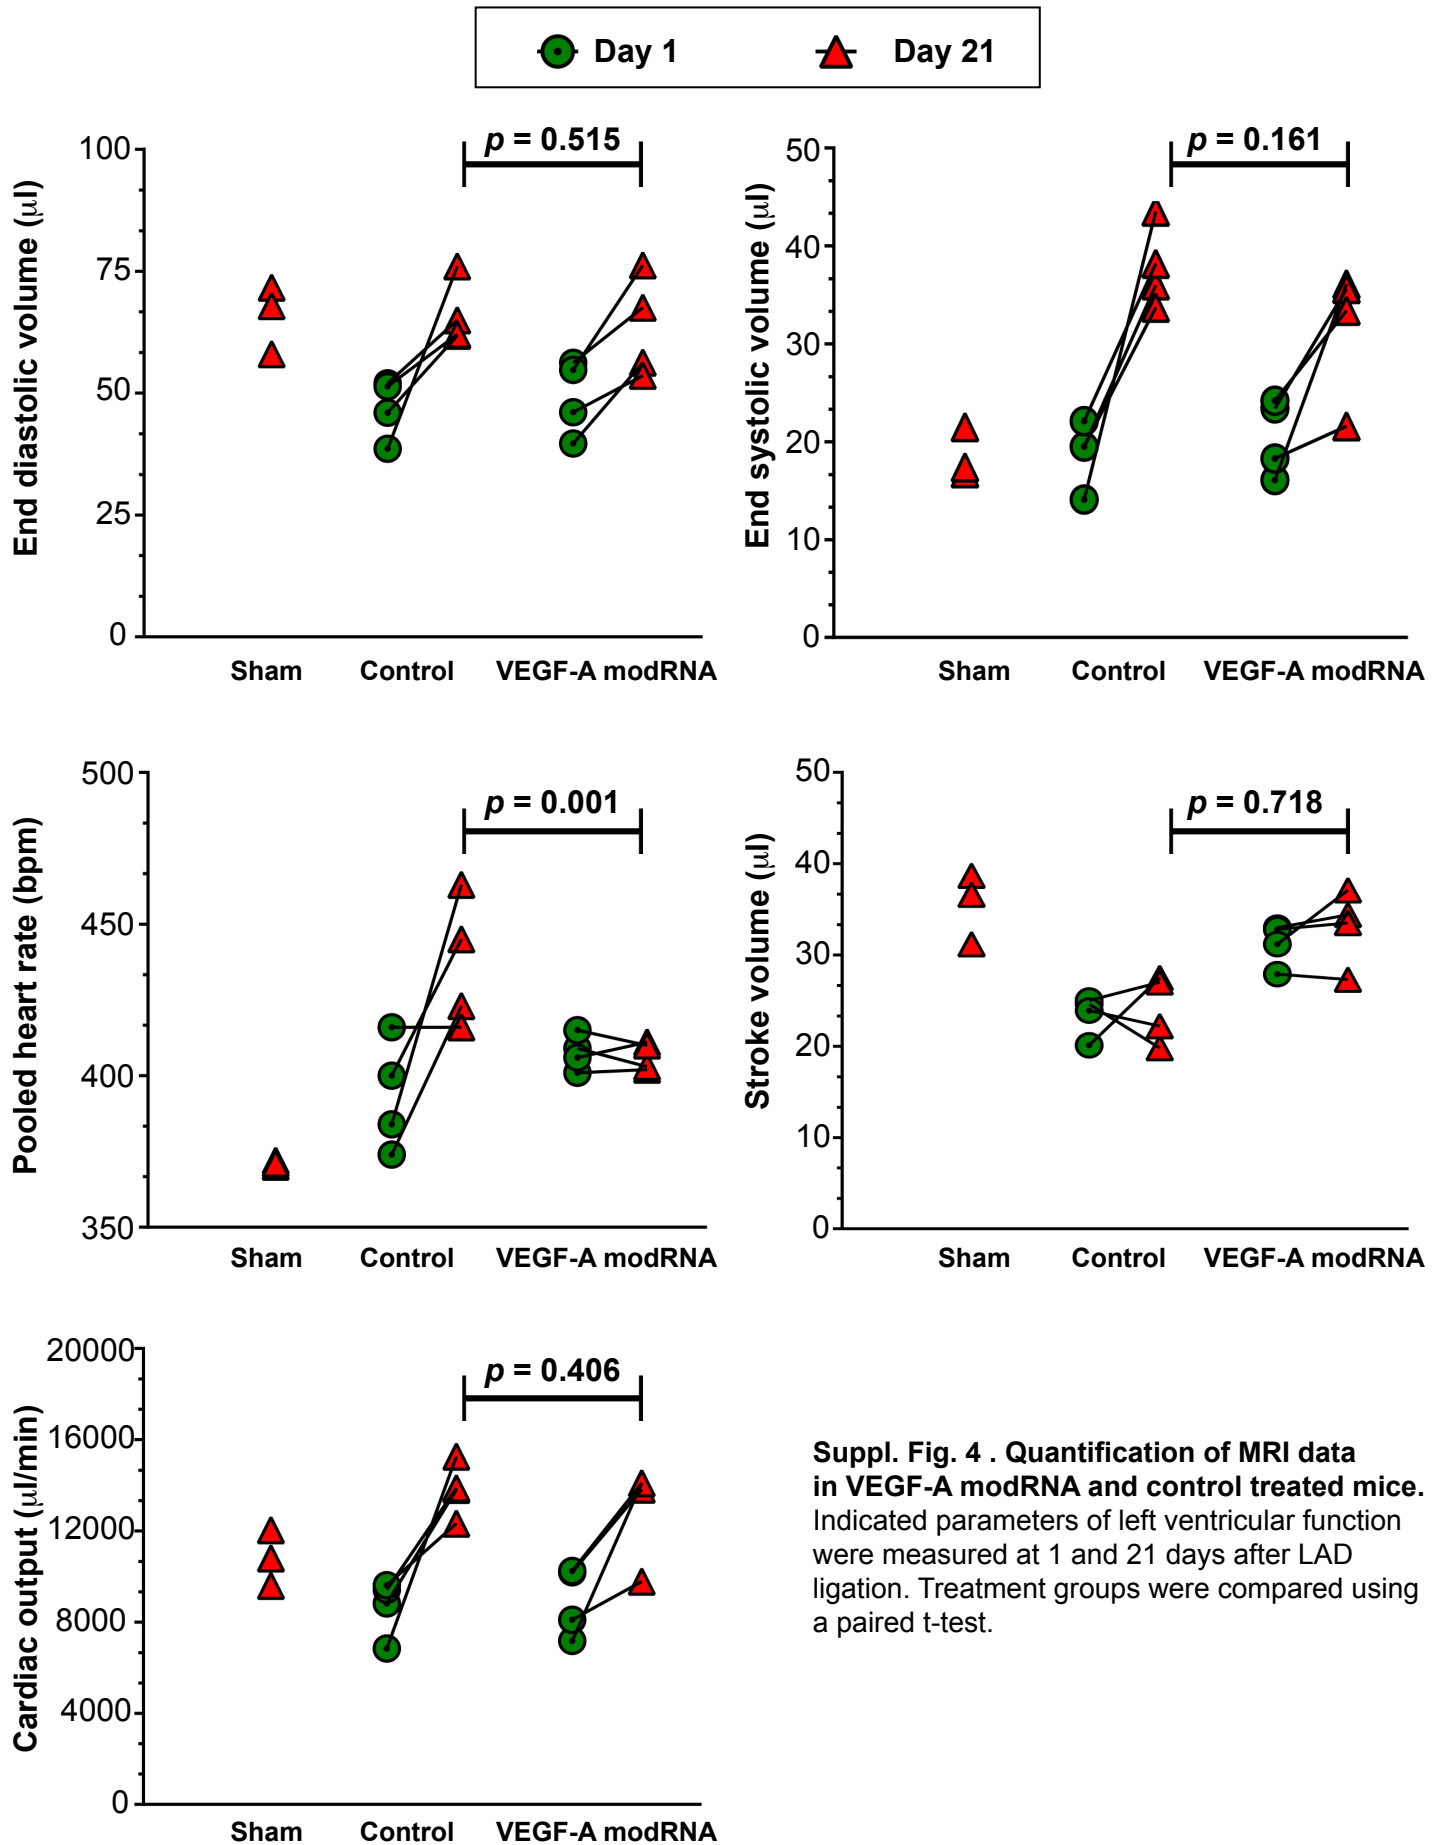 Day 1 Day 21
p = 0.515
100
75
50
25
0
End diastolic volume (µl)
Sham Control VEGF-A modRNA
p = 0.161
50
40
30
20
10
0
End systolic volume (µl)
Sham Control VEGF-A modRNA
p = 0.001
500
450
400
350
Pooled heart rate (bpm)
Sham Control VEGF-A modRNA
p = 0.718
50
40
30
20
10
0
Stroke volume (µl)
Sham Control VEGF-A modRNA
p = 0.406
20000
16000
12000
8000
4000
0
Cardiac output (µl/min)
Sham Control VEGF-A modRNA
Suppl. Fig. 4 . Quantification of MRI data
in VEGF-A modRNA and control treated mice.
Indicated parameters of left ventricular function
were measured at 1 and 21 days after LAD
ligation. Treatment groups were compared using
a paired t-test.